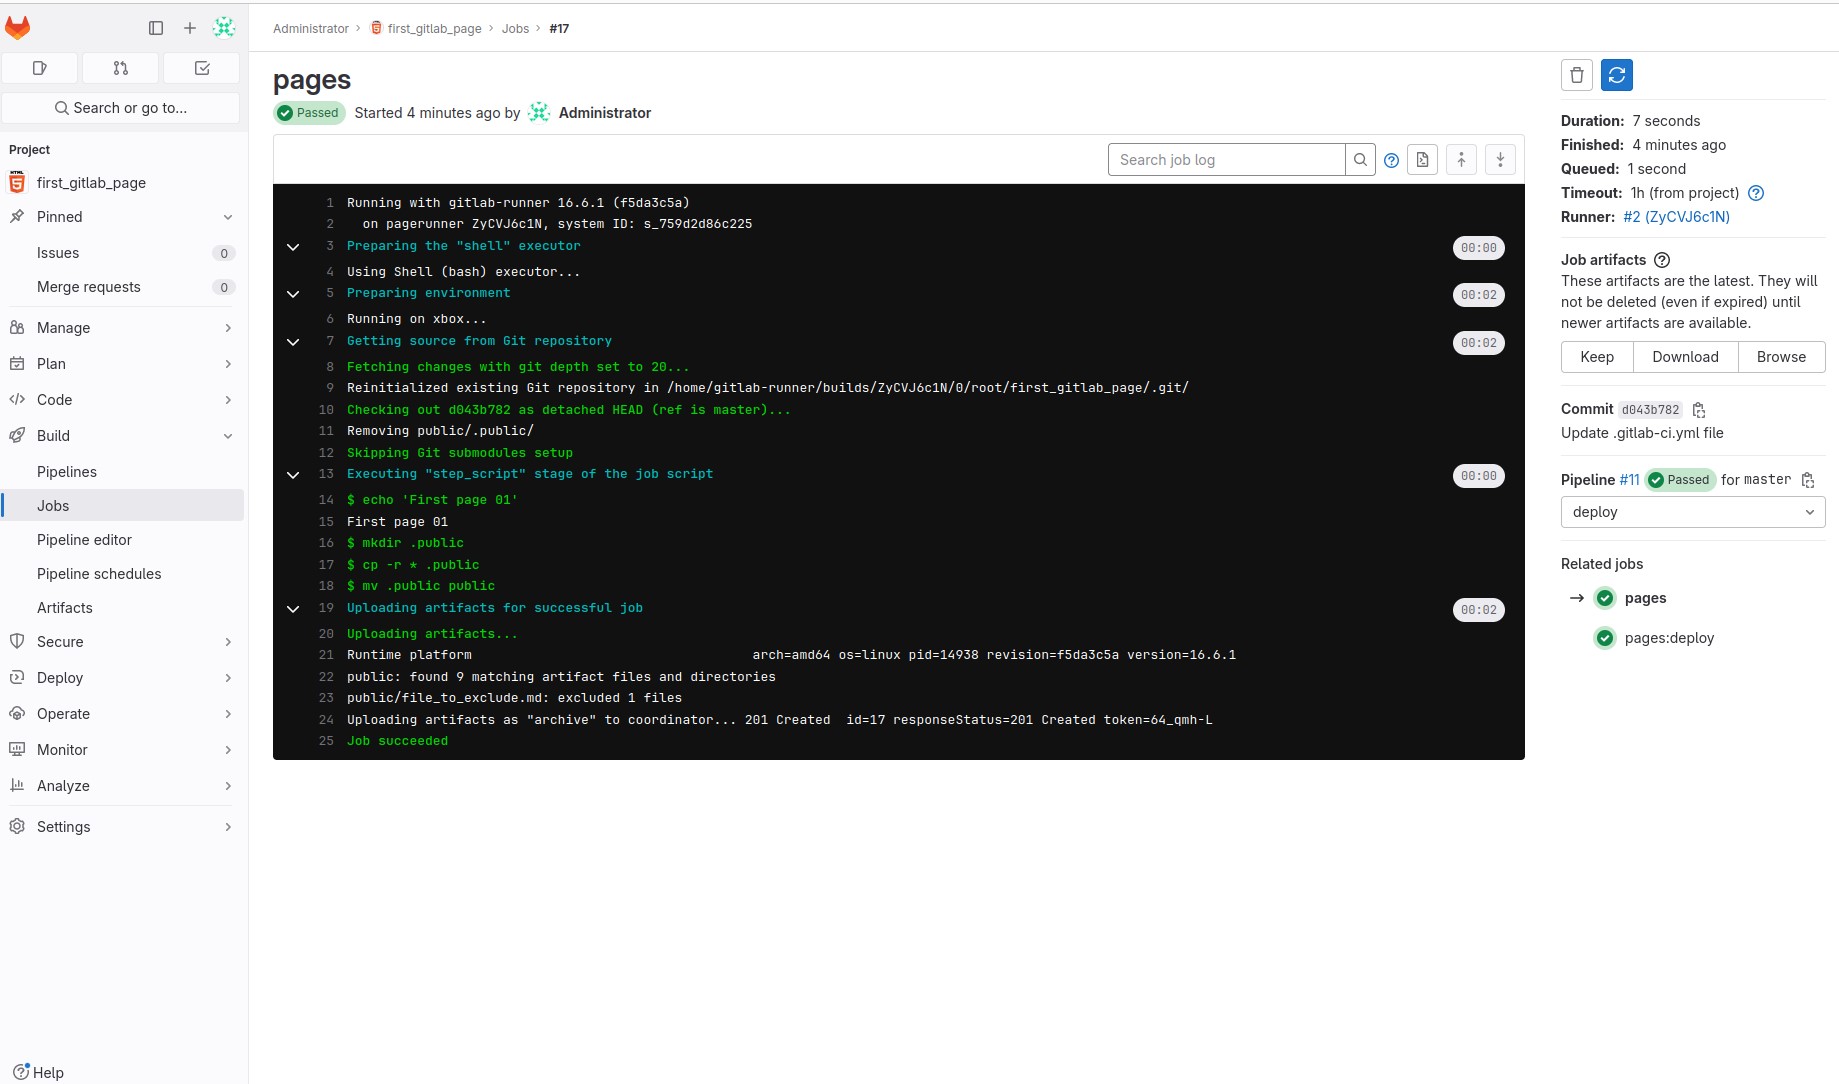 Administrator › first_gitlab_page › Jobs › #17
Search or go to...
Project
first_gitlab_page
Pinned
Issues 0
Merge requests 0
Manage
Plan
Code
Build
Pipelines
Jobs
Pipeline editor
Pipeline schedules
Artifacts
Secure
Deploy
Operate
Monitor
Analyze
Settings
Help
pages
Passed Started 4 minutes ago by Administrator
Search job log
1 Running with gitlab-runner 16.6.1 (f5da3c5a)
2 on pagerunner ZyCVJ6c1N, system ID: s_759d2d86c225
3 Preparing the "shell" executor 00:00
4 Using Shell (bash) executor...
5 Preparing environment 00:02
6 Running on xbox...
7 Getting source from Git repository 00:02
8 Fetching changes with git depth set to 20...
9 Reinitialized existing Git repository in /home/gitlab-runner/builds/ZyCVJ6c1N/0/root/first_gitlab_page/.git/
10 Checking out d043b782 as detached HEAD (ref is master)...
11 Removing public/.public/
12 Skipping Git submodules setup
13 Executing "step_script" stage of the job script 00:00
14 $ echo 'First page 01'
15 First page 01
16 $ mkdir .public
17 $ cp -r * .public
18 $ mv .public public
19 Uploading artifacts for successful job 00:02
20 Uploading artifacts...
21 Runtime platform arch=amd64 os=linux pid=14938 revision=f5da3c5a version=16.6.1
22 public: found 9 matching artifact files and directories
23 public/file_to_exclude.md: excluded 1 files
24 Uploading artifacts as "archive" to coordinator... 201 Created id=17 responseStatus=201 Created token=64_qmh-L
25 Job succeeded
Duration: 7 seconds
Finished: 4 minutes ago
Queued: 1 second
Timeout: 1h (from project)
Runner: #2 (ZyCVJ6c1N)
Job artifacts
These artifacts are the latest. They will
not be deleted (even if expired) until
newer artifacts are available.
Keep Download Browse
Commit d043b782
Update .gitlab-ci.yml file
Pipeline #11 Passed for master
deploy
Related jobs
→ pages
pages:deploy